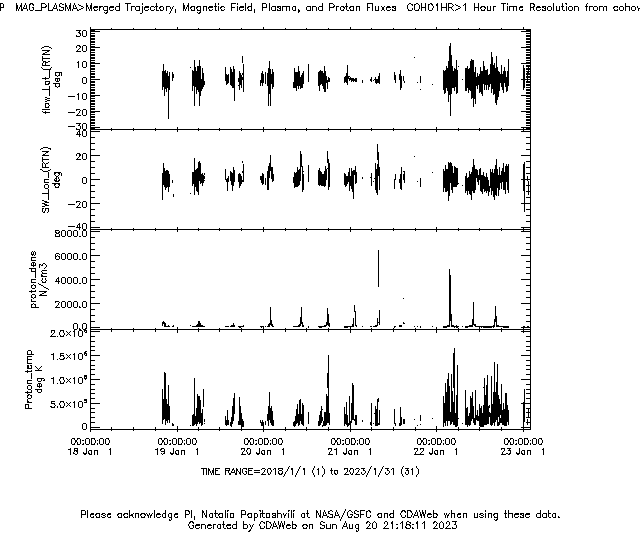 P MAG_PLASMA>Merged Trajectory, Magnetic Field, Plasma, and Protan Fluxes COHO1HR>1 Hour Time Resolution from cohow
30
20
10
0
-10
-20
-30
flow_Lat_(RTN)
deg
40
20
0
-20
-40
SW_Lon_(RTN)
deg
8000.0
6000.0
4000.0
2000.0
0.0
proton_dens
N/cm3
2.0×10⁶
1.5×10⁶
1.0×10⁶
5.0×10⁵
0
Proton_temp
deg K
00:00:00 00:00:00 00:00:00 00:00:00 00:00:00 00:00:00
18 Jan 1 19 Jan 1 20 Jan 1 21 Jan 1 22 Jan 1 23 Jan 1
TIME RANGE=2018/1/1 (1) to 2023/1/31 (31)
Please acknowledge PI, Natalia Papitashvili at NASA/GSFC and CDAWeb when using these data.
Generated by CDAWeb on Sun Aug 20 21:18:11 2023